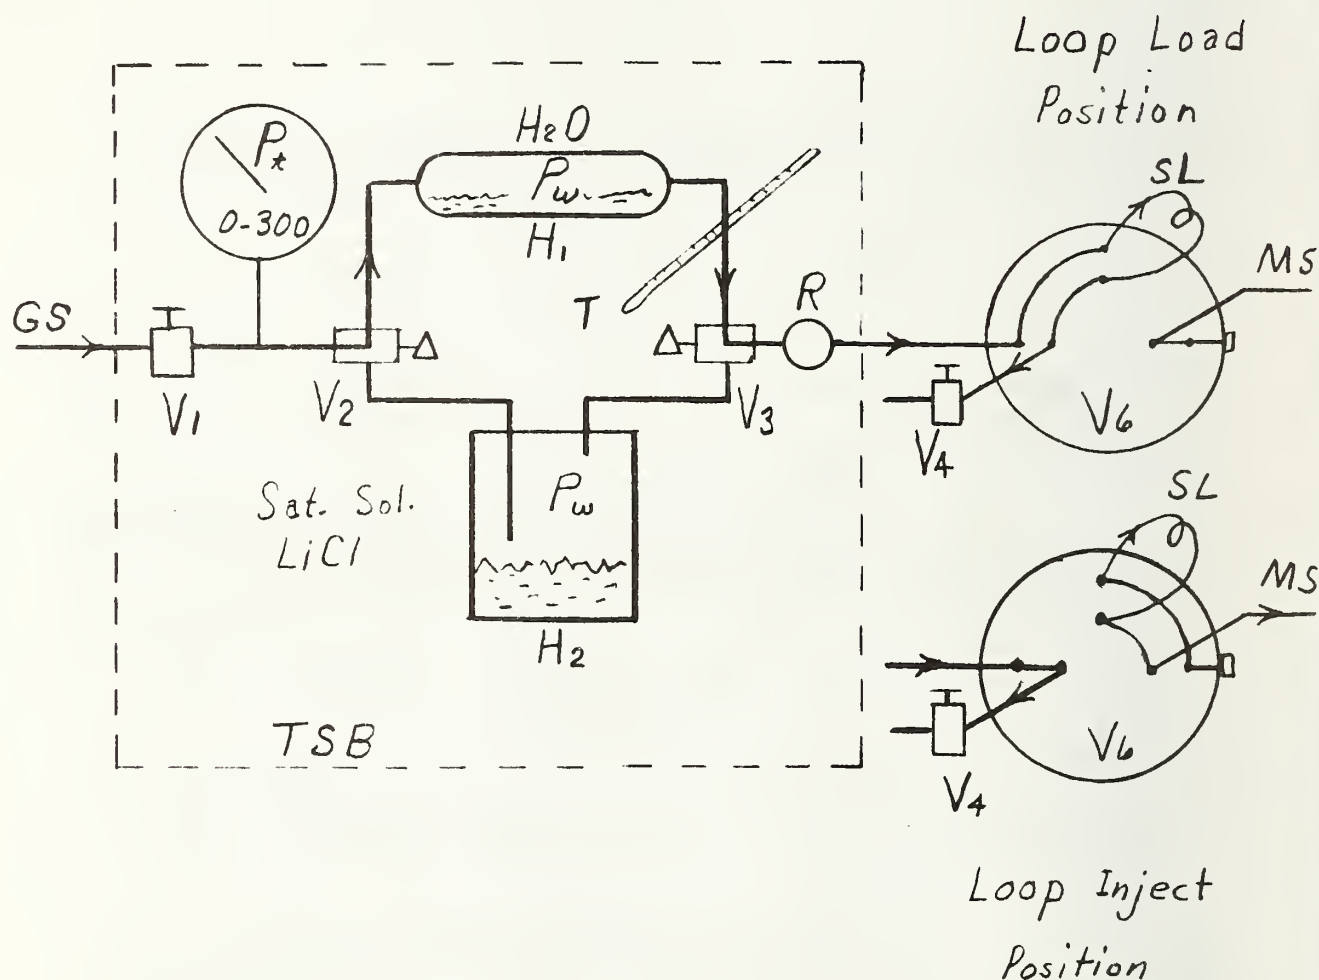 Loop Load
Position
H2O
Pt
0-300
Pw
H1
SL
MS
GS
T
R
V1
V2
V3
V4
V6
Sat. Sol.
LiCl
Pw
H2
SL
MS
TSB
V6
V4
Loop Inject
Position